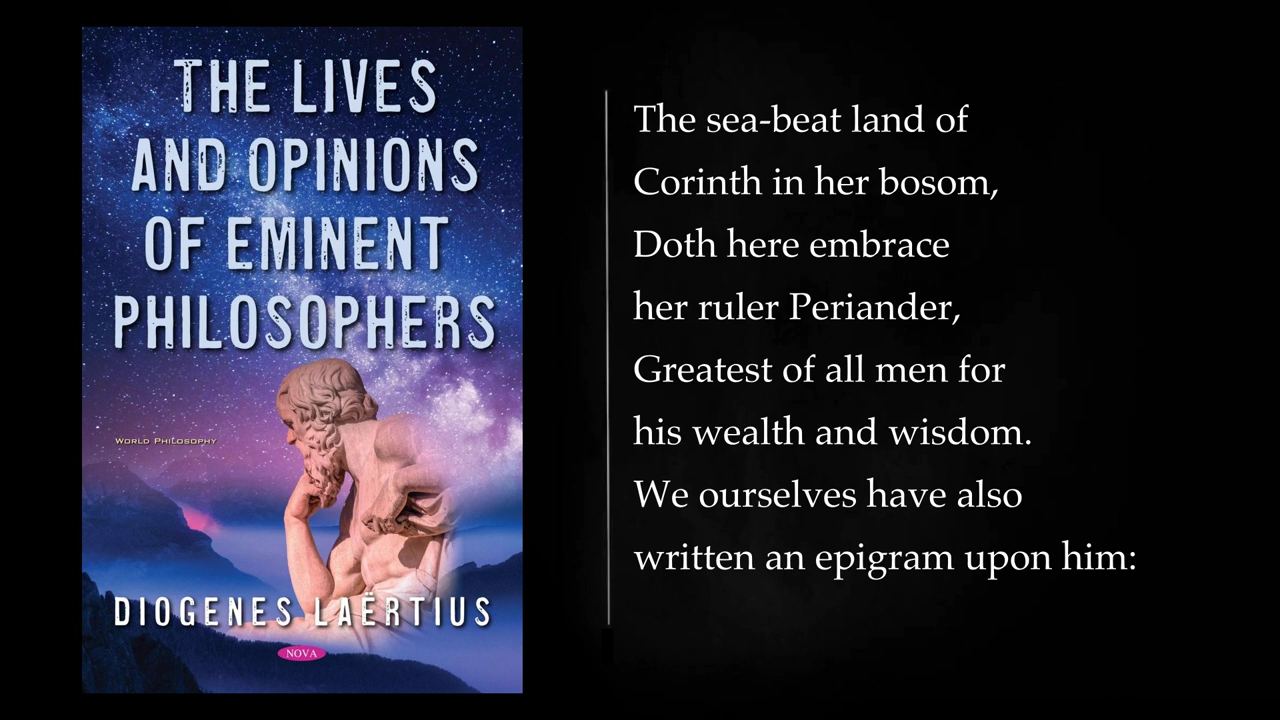 THE LIVES
AND OPINIONS
OF EMINENT
PHILOSOPHERS
WORLD PHILOSOPHY
DIOGENES LAËRTIUS
NOVA
The sea-beat land of
Corinth in her bosom,
Doth here embrace
her ruler Periander,
Greatest of all men for
his wealth and wisdom.
We ourselves have also
written an epigram upon him: